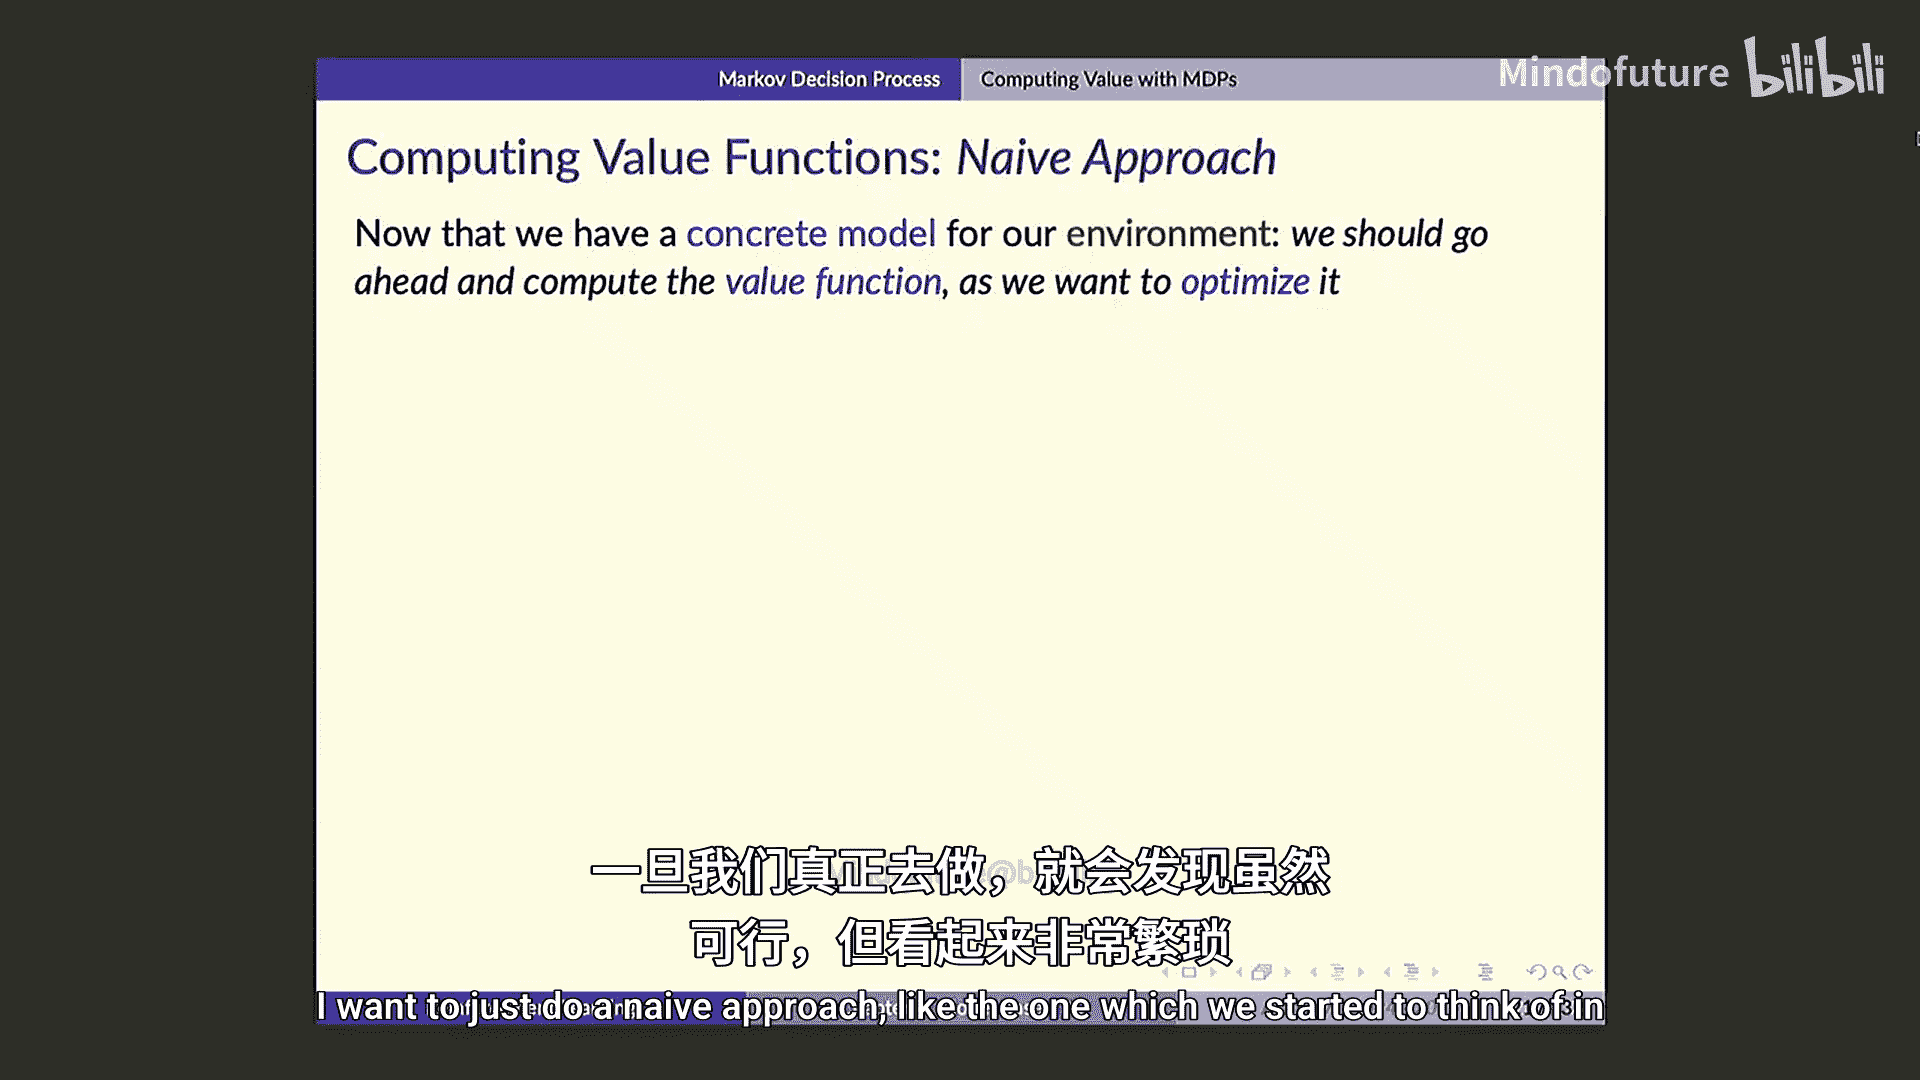 Mindofuture bilibili
Markov Decision Process Computing Value with MDPs
Computing Value Functions: Naive Approach
Now that we have a concrete model for our environment: we should go
ahead and compute the value function, as we want to optimize it
一旦我们真正去做，就会发现虽然
可行，但看起来非常繁琐
I want to just do a naive approach, like the one which we started to think of in